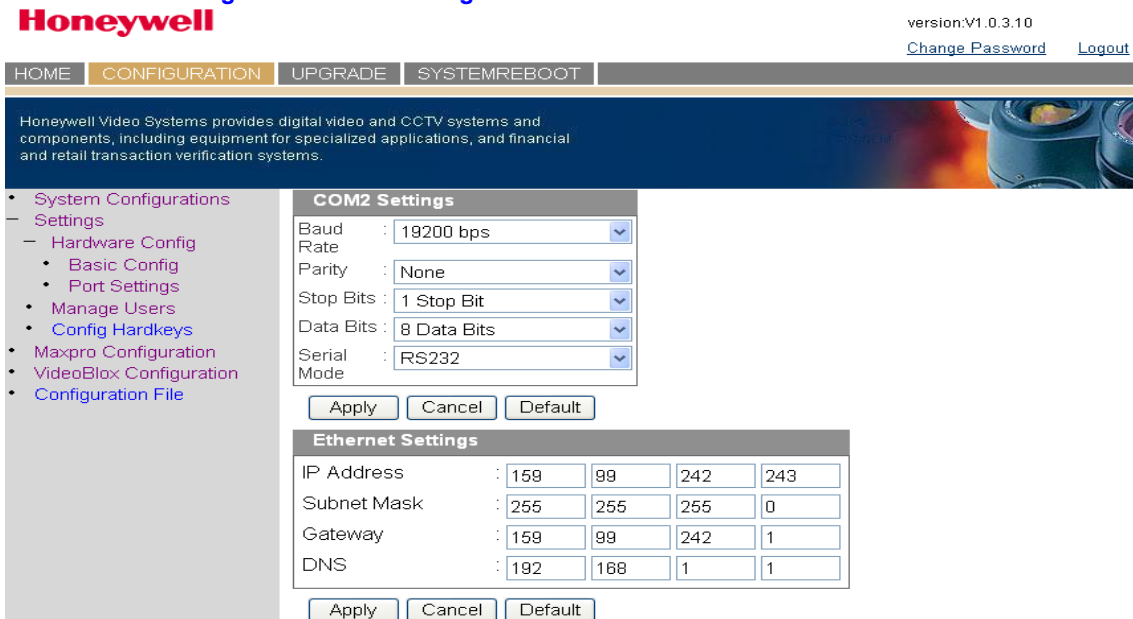 Honeywell
version:V1.0.3.10
Change Password Logout
HOME CONFIGURATION UPGRADE SYSTEMREBOOT
Honeywell Video Systems provides digital video and CCTV systems and
components, including equipment for specialized applications, and financial
and retail transaction verification systems.
System Configurations
Settings
Hardware Config
Basic Config
Port Settings
Manage Users
Config Hardkeys
Maxpro Configuration
VideoBlox Configuration
Configuration File
COM2 Settings
Baud Rate : 19200 bps
Parity : None
Stop Bits : 1 Stop Bit
Data Bits : 8 Data Bits
Serial Mode : RS232
Apply Cancel Default
Ethernet Settings
IP Address : 159 99 242 243
Subnet Mask : 255 255 255 0
Gateway : 159 99 242 1
DNS : 192 168 1 1
Apply Cancel Default